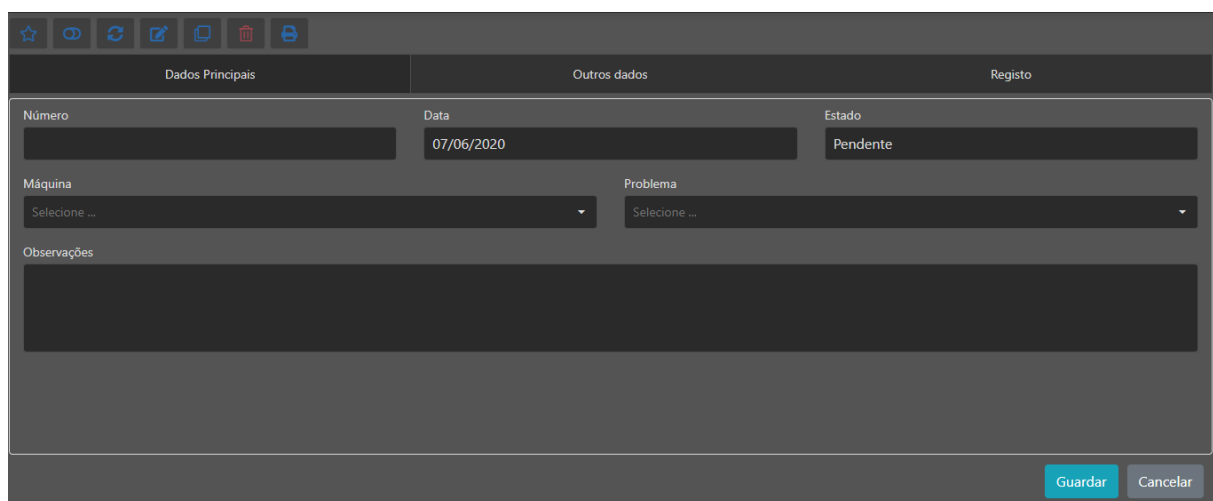 Dados Principais Outros dados Registo
Número Data Estado
07/06/2020 Pendente
Máquina Problema
Selecione ... Selecione ...
Observações
Guardar Cancelar